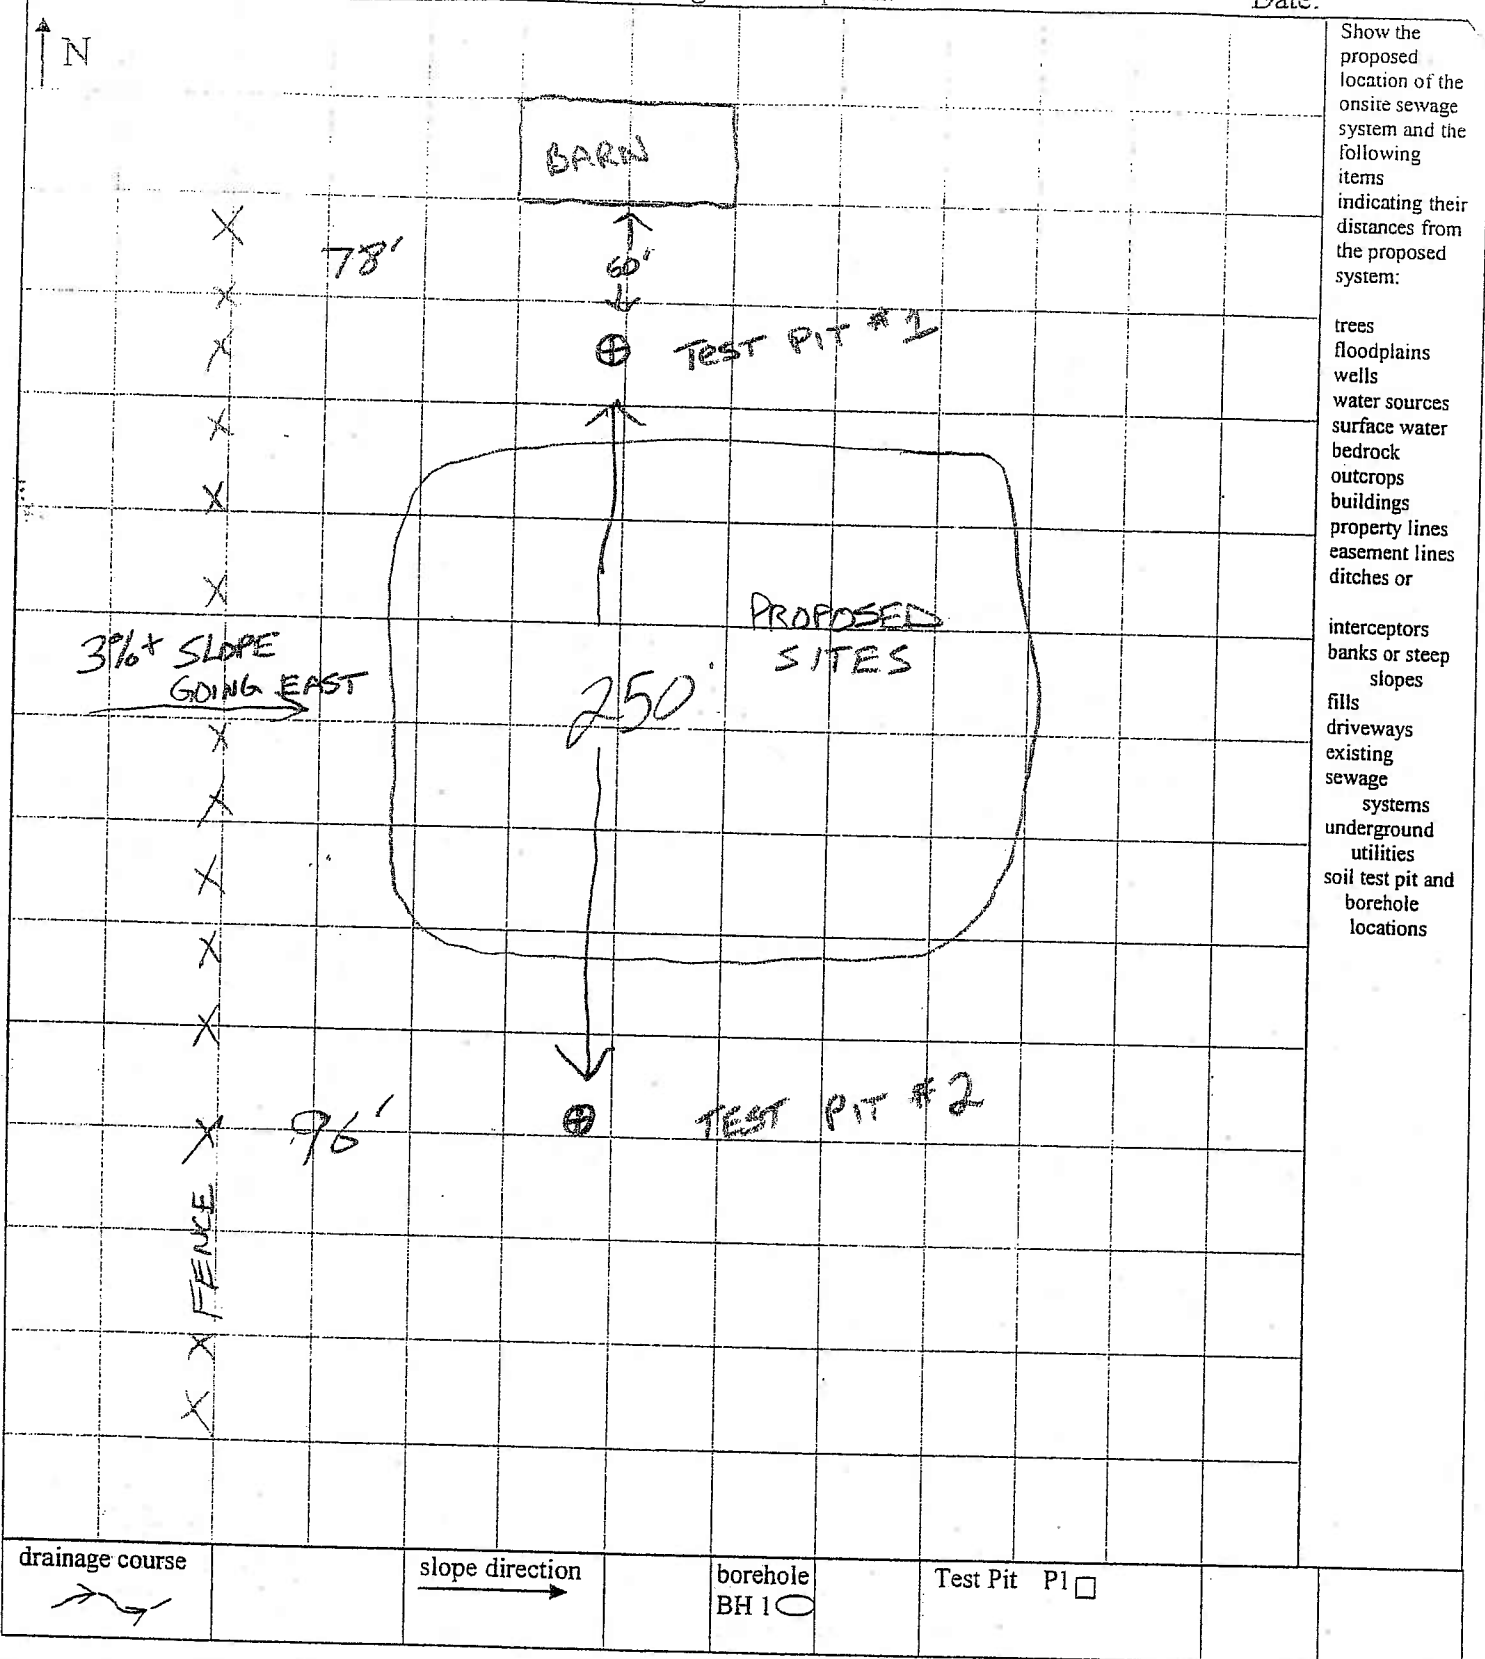 Date:
N
Show the
proposed
location of the
onsite sewage
system and the
following
items
indicating their
distances from
the proposed
system:
trees
floodplains
wells
water sources
surface water
bedrock
outcrops
buildings
property lines
easement lines
ditches or
interceptors
banks or steep
slopes
fills
driveways
existing
sewage
systems
underground
utilities
soil test pit and
borehole
locations
BARN
78'
60'
TEST PIT #1
PROPOSED
SITES
3%+ SLOPE
GOING EAST
250'
96'
TEST PIT #2
FENCE
drainage course
slope direction
borehole
BH 1
Test Pit P1